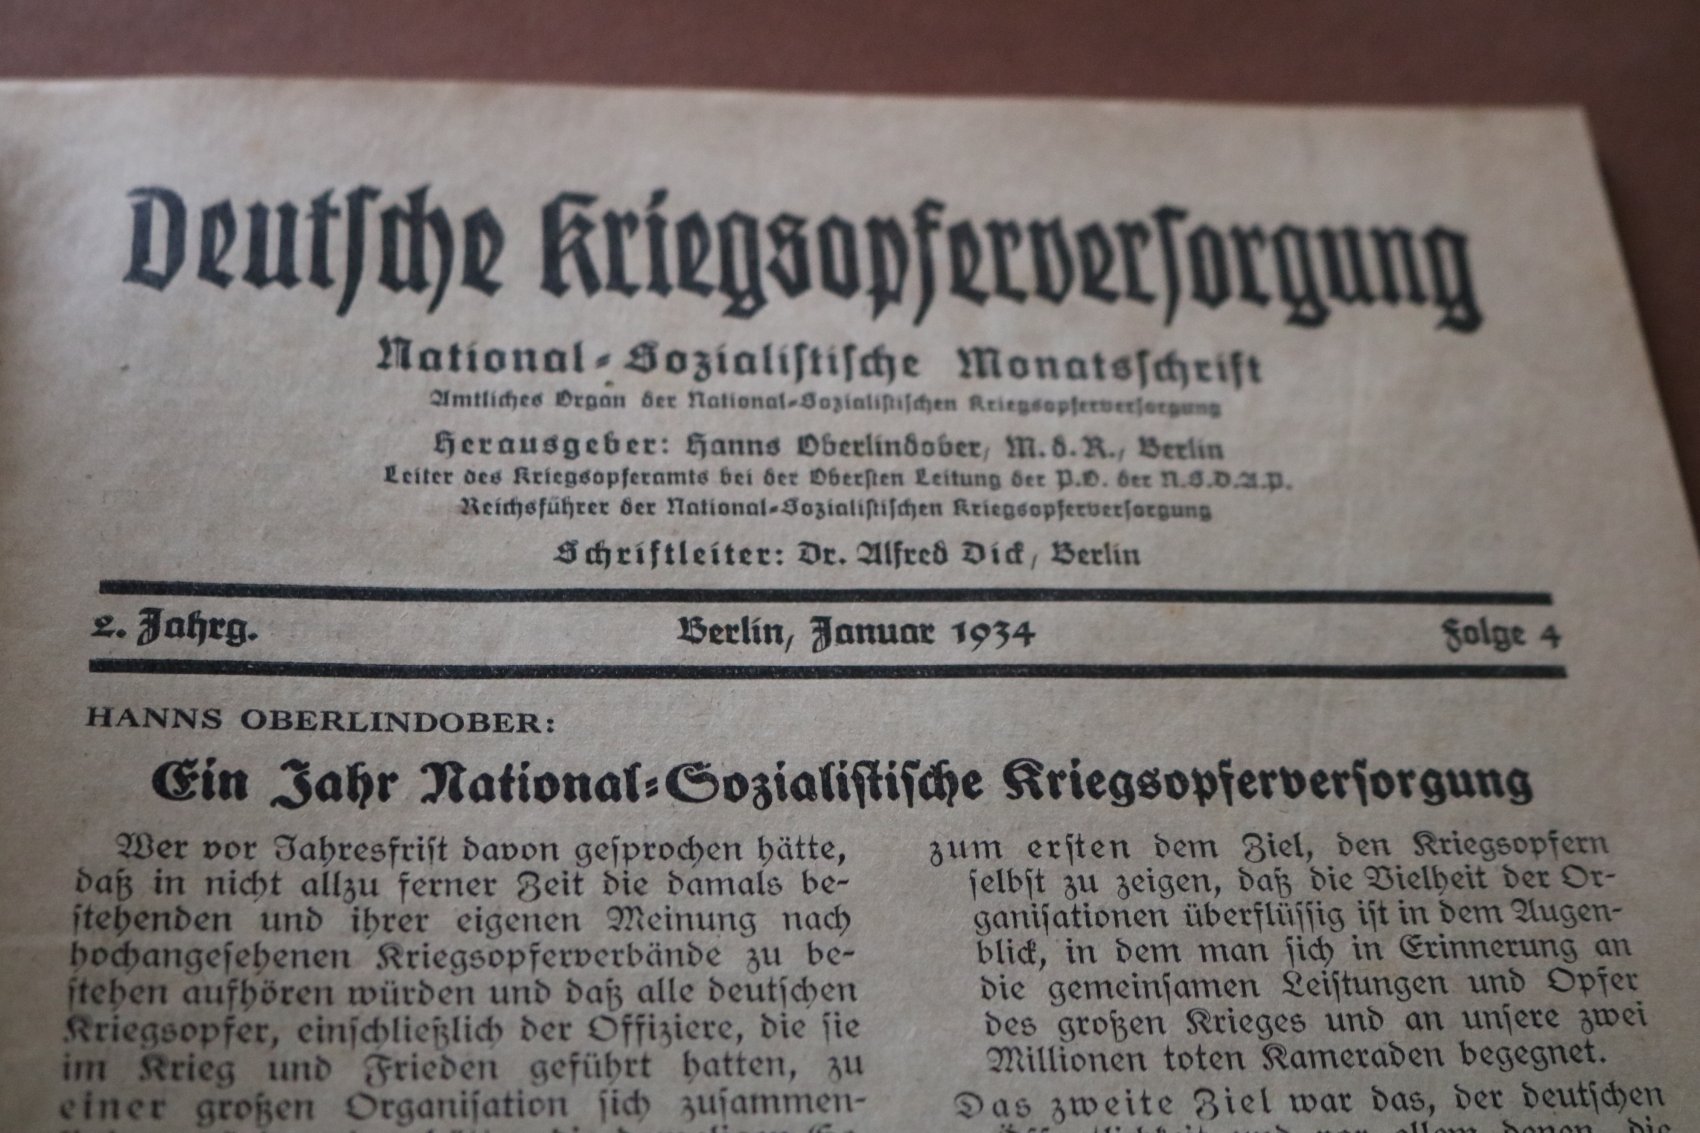 Deutsche Kriegsopferversorgung
National-Sozialistische Monatsschrift
Amtliches Organ der National-Sozialistischen Kriegsopferversorgung
Herausgeber: Hanns Oberlindober, M.d.R., Berlin
Leiter des Kriegsopferamts bei der Obersten Leitung der P.O. der N.S.D.A.P.
Reichsführer der National-Sozialistischen Kriegsopferversorgung
Schriftleiter: Dr. Alfred Dick, Berlin
2. Jahrg. Berlin, Januar 1934 Folge 4
HANNS OBERLINDOBER:
Ein Jahr National-Sozialistische Kriegsopferversorgung
Wer vor Jahresfrist davon gesprochen hätte,
daß in nicht allzu ferner Zeit die damals be-
stehenden und ihrer eigenen Meinung nach
hochangesehenen Kriegsopferverbände zu be-
stehen aufhören würden und daß alle deutschen
Kriegsopfer, einschließlich der Offiziere, die sie
im Krieg und Frieden geführt hatten, zu
einer großen Organisation sich zusammen-
zum ersten dem Ziel, den Kriegsopfern
selbst zu zeigen, daß die Vielheit der Or-
ganisationen überflüssig ist in dem Augen-
blick, in dem man sich in Erinnerung an
die gemeinsamen Leistungen und Opfer
des großen Krieges und an unsere zwei
Millionen toten Kameraden begegnet.
Das zweite Ziel war das, der deutschen